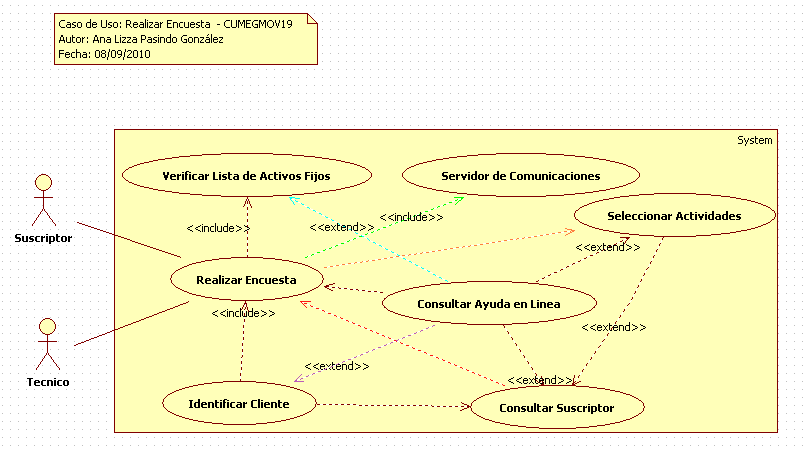 Caso de Uso: Realizar Encuesta - CUMEGMOV19
Autor: Ana Lizza Pasindo González
Fecha: 08/09/2010
System
Verificar Lista de Activos Fijos
Servidor de Comunicaciones
Seleccionar Actividades
<<include>>
<<extend>>
<<include>>
Suscriptor
<<extend>>
Realizar Encuesta
Consultar Ayuda en Linea
<<include>>
<<extend>>
Tecnico
<<extend>>
<<extend>>
Identificar Cliente
Consultar Suscriptor